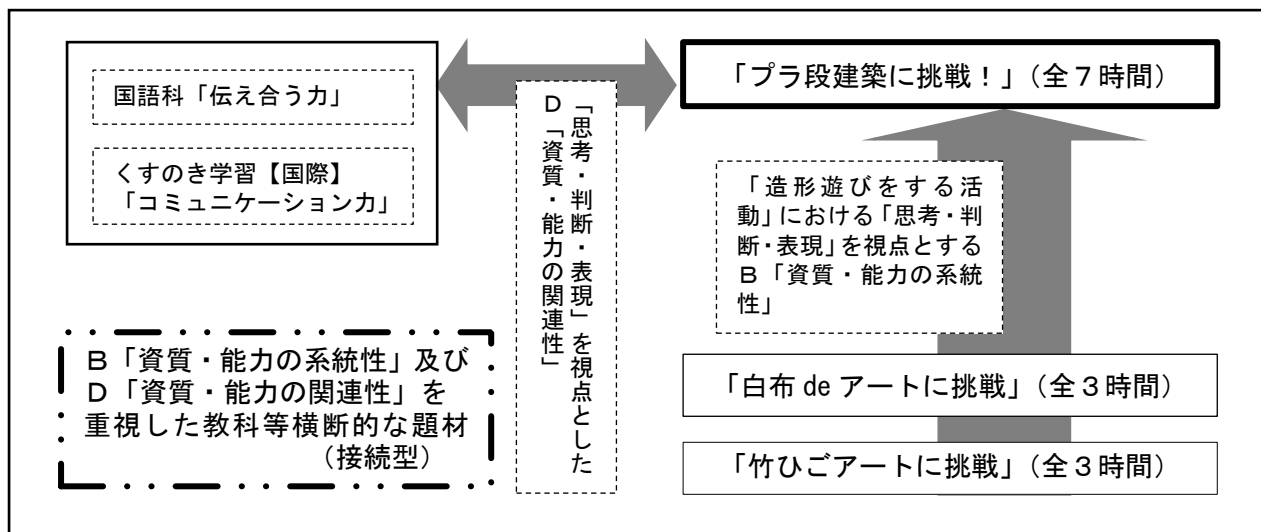 国語科「伝え合う力」
くすのき学習【国際】
「コミュニケーション力」
「思考・判断・表現」を視点とした
Ｄ「資質・能力の関連性」
「プラ段建築に挑戦！」（全７時間）
「造形遊びをする活
動」における「思考・判
断・表現」を視点とする
Ｂ「資質・能力の系統
性」
「白布 de アートに挑戦」（全３時間）
「竹ひごアートに挑戦」（全３時間）
Ｂ「資質・能力の系統性」及び
Ｄ「資質・能力の関連性」を
重視した教科等横断的な題材
（接続型）